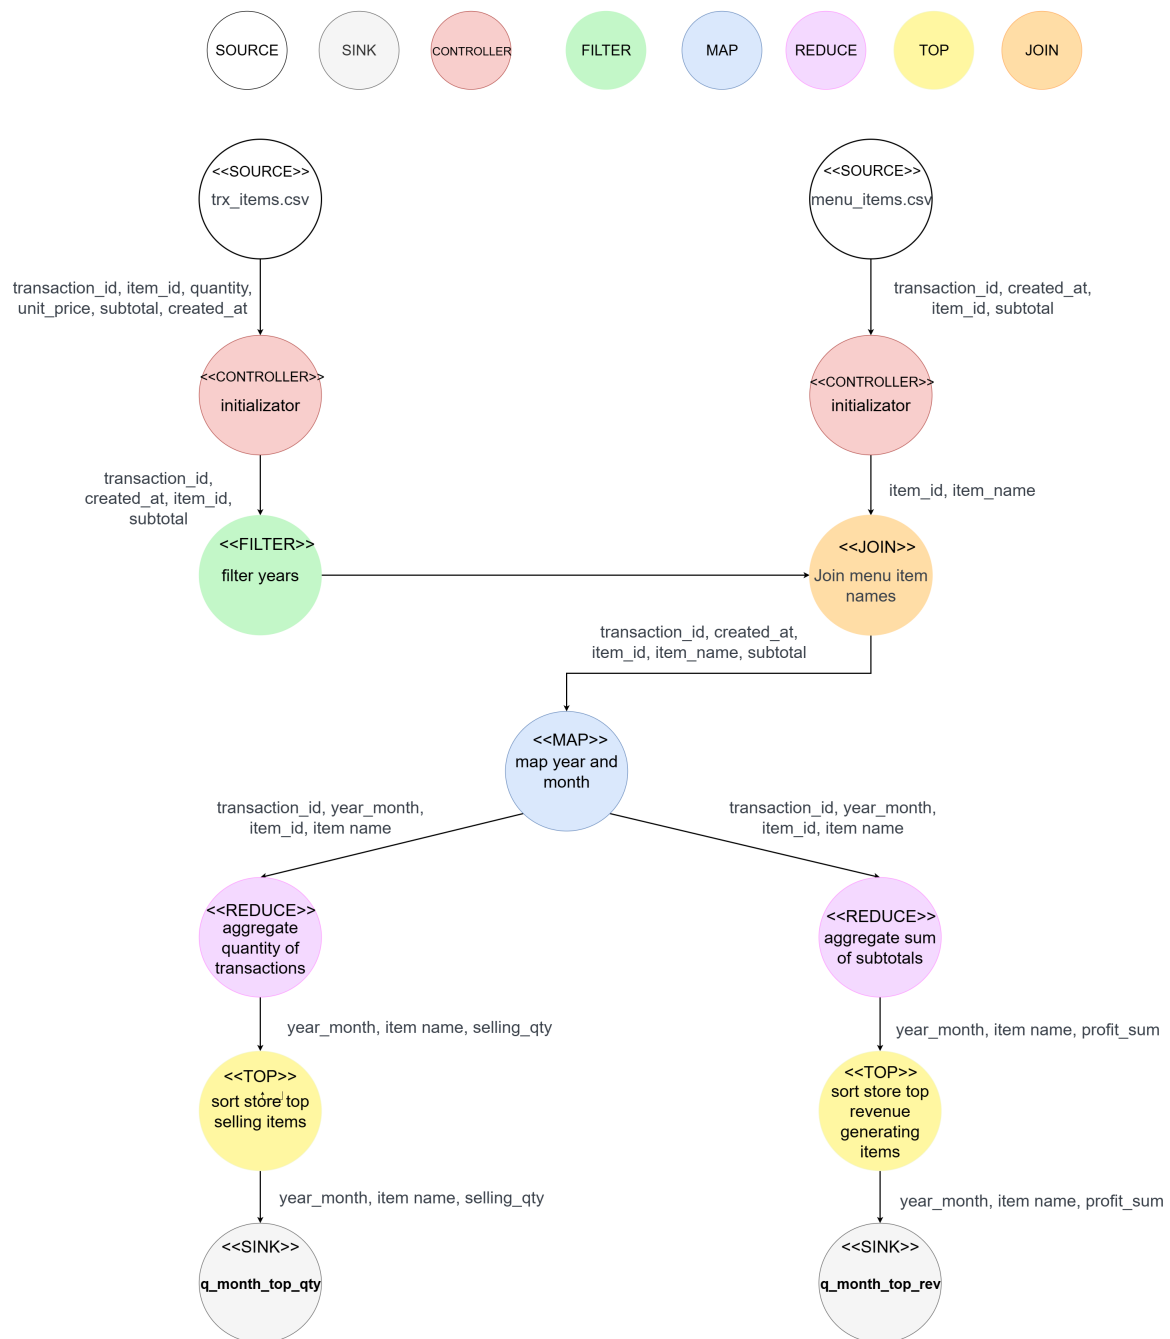 SOURCE
SINK
CONTROLLER
FILTER
MAP
REDUCE
TOP
JOIN
<<SOURCE>>
trx_items.csv
<<SOURCE>>
menu_items.csv
transaction_id, item_id, quantity,
unit_price, subtotal, created_at
transaction_id, created_at,
item_id, subtotal
<<CONTROLLER>>
initializator
<<CONTROLLER>>
initializator
transaction_id,
created_at, item_id,
subtotal
item_id, item_name
<<FILTER>>
filter years
<<JOIN>>
Join menu item
names
transaction_id, created_at,
item_id, item_name, subtotal
<<MAP>>
map year and
month
transaction_id, year_month,
item_id, item name
transaction_id, year_month,
item_id, item name
<<REDUCE>>
aggregate
quantity of
transactions
<<REDUCE>>
aggregate sum
of subtotals
year_month, item name, selling_qty
year_month, item name, profit_sum
<<TOP>>
sort store top
selling items
<<TOP>>
sort store top
revenue
generating
items
year_month, item name, selling_qty
year_month, item name, profit_sum
<<SINK>>
q_month_top_qty
<<SINK>>
q_month_top_rev